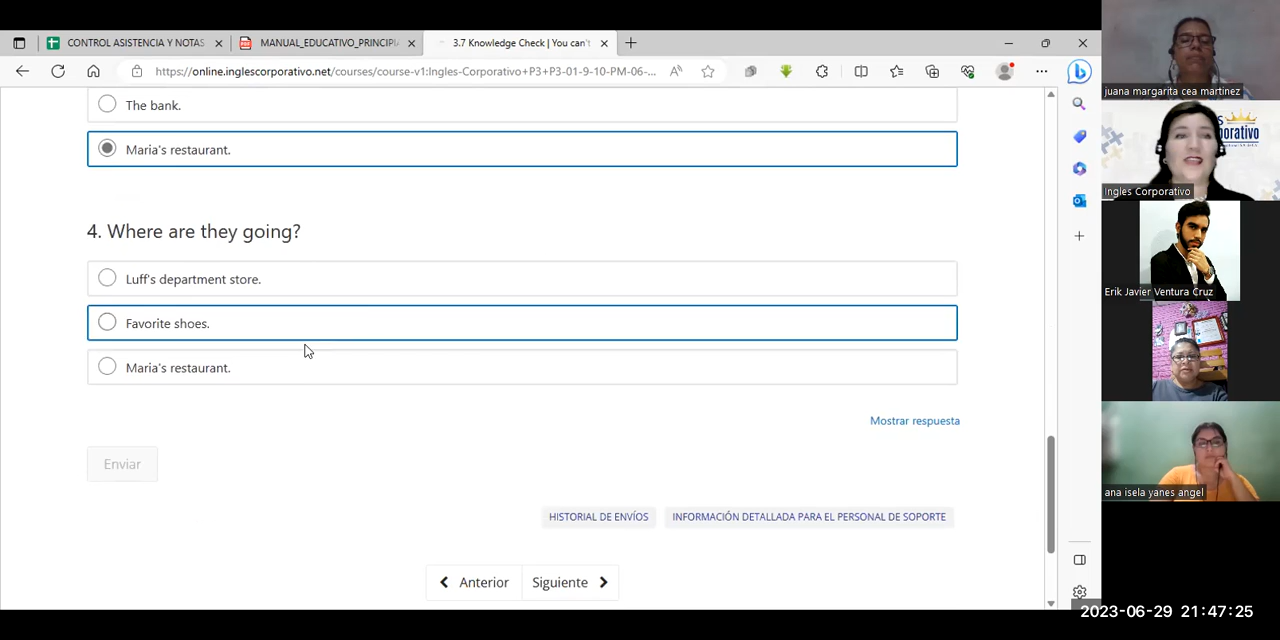 CONTROL ASISTENCIA Y NOTAS
MANUAL_EDUCATIVO_PRINCIPI
3.7 Knowledge Check | You can't
https://online.inglescorporativo.net/courses/course-v1:Ingles-Corporativo+P3+P3-01-9-10-PM-06-...
The bank.
Maria's restaurant.
4. Where are they going?
Luff's department store.
Favorite shoes.
Maria's restaurant.
Mostrar respuesta
Enviar
HISTORIAL DE ENVÍOS
INFORMACIÓN DETALLADA PARA EL PERSONAL DE SOPORTE
Anterior
Siguiente
juana margarita cea martinez
Ingles Corporativo
Erik Javier Ventura Cruz
ana isela yanes angel
2023-06-29 21:47:25